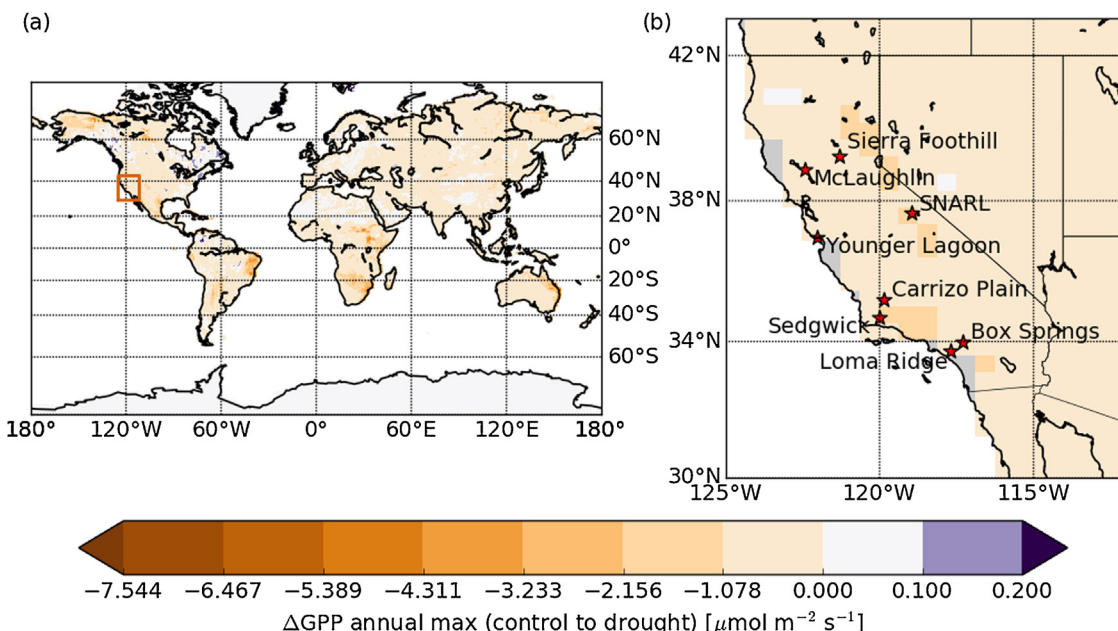 (a)
60°N
40°N
20°N
0°
20°S
40°S
60°S
180°
120°W
60°W
0°
60°E
120°E
180°
(b)
42°N
38°N
34°N
30°N
125°W
120°W
115°W
Sierra Foothill
McLaughlin
SNARL
Younger Lagoon
Carrizo Plain
Sedgwick
Box Springs
Loma Ridge
−7.544
−6.467
−5.389
−4.311
−3.233
−2.156
−1.078
0.000
0.100
0.200
ΔGPP annual max (control to drought) [μmol m⁻² s⁻¹]